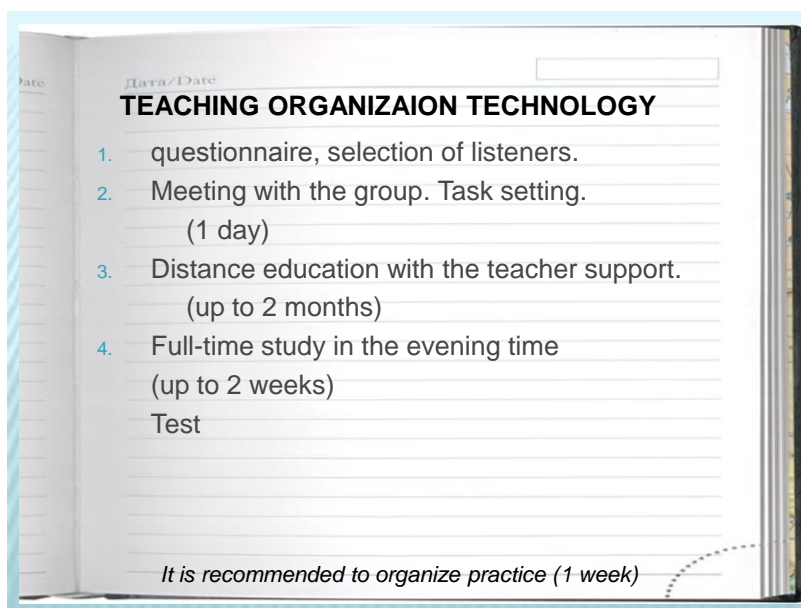 Date
Дата/Date
TEACHING ORGANIZAION TECHNOLOGY
1. questionnaire, selection of listeners.
2. Meeting with the group. Task setting.
(1 day)
3. Distance education with the teacher support.
(up to 2 months)
4. Full-time study in the evening time
(up to 2 weeks)
Test
It is recommended to organize practice (1 week)